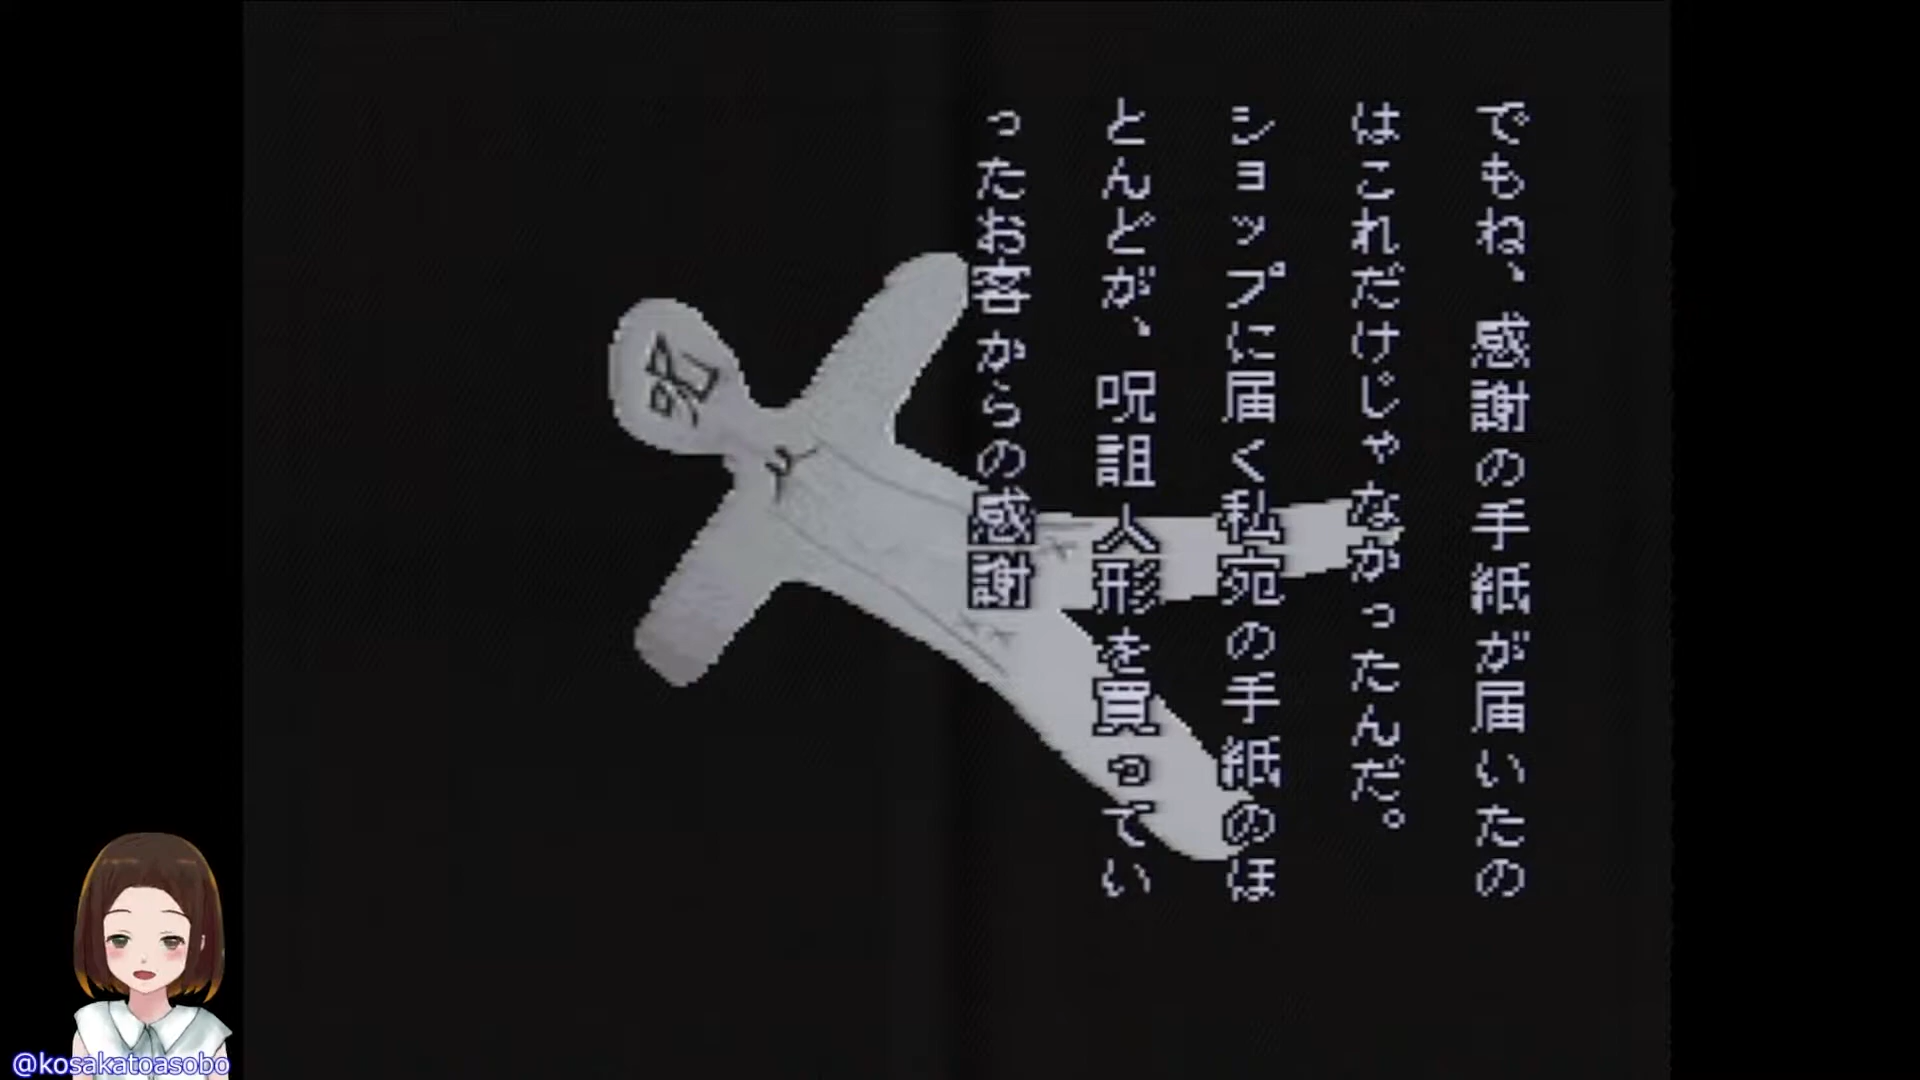 でもね、感謝の手紙が届いたの
はこれだけじゃなかったんだ。
ショップに届く私宛の手紙のほ
とんどが、呪詛人形を買ってい
ったお客からの感謝
呪
@kosakatoasobo